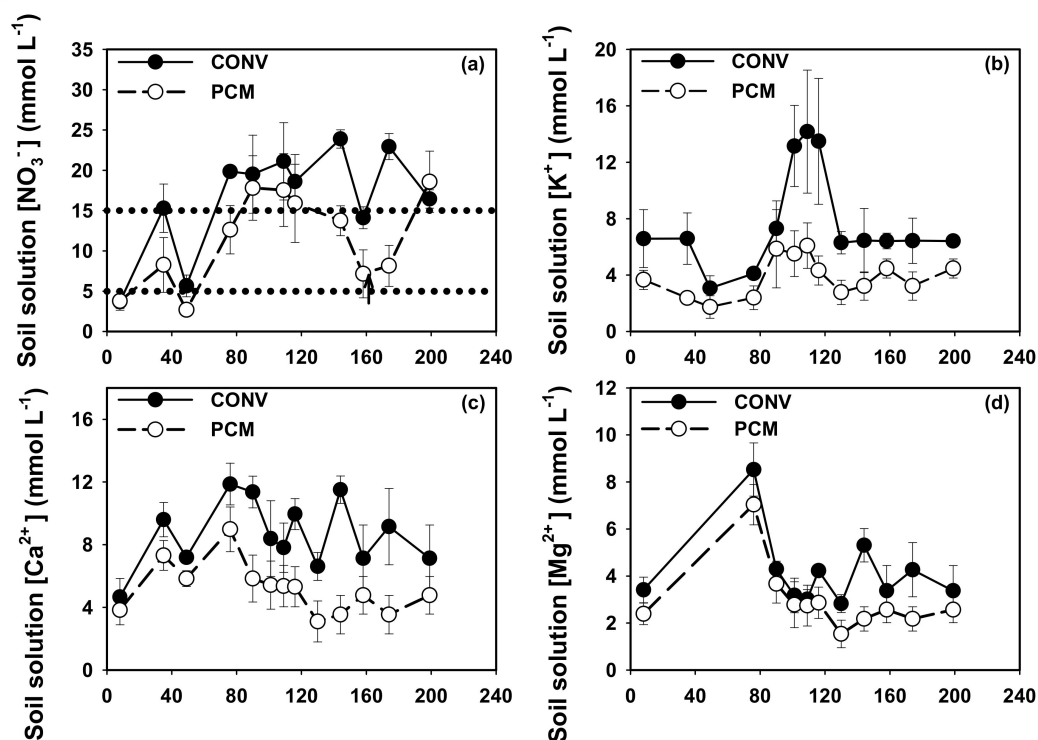 Soil solution [NO₃⁻] (mmol L⁻¹)
35
30
25
20
15
10
5
0
CONV
PCM
(a)
0 40 80 120 160 200 240
Soil solution [K⁺] (mmol L⁻¹)
20
16
12
8
4
0
CONV
PCM
(b)
0 40 80 120 160 200 240
Soil solution [Ca²⁺] (mmol L⁻¹)
16
12
8
4
0
CONV
PCM
(c)
0 40 80 120 160 200 240
Soil solution [Mg²⁺] (mmol L⁻¹)
12
10
8
6
4
2
0
CONV
PCM
(d)
0 40 80 120 160 200 240